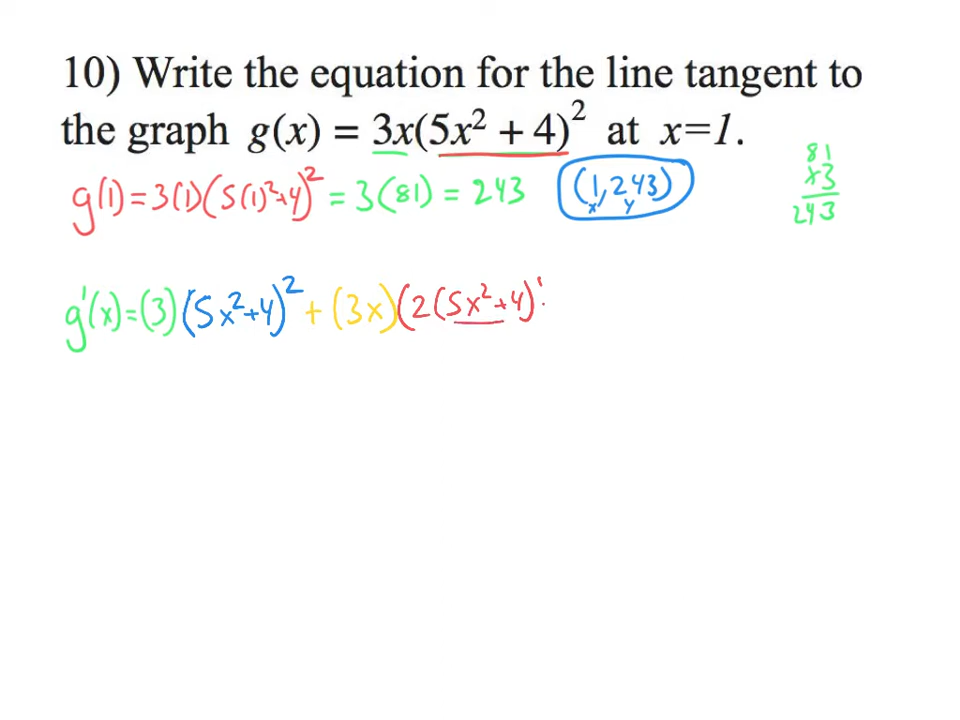 10) Write the equation for the line tangent to
the graph g(x) = 3x(5x² + 4)² at x=1.
g(1) = 3(1)(5(1)²+4)² = 3(81) = 243 (1,243)
x y
81
x3
243
g'(x) = (3)(5x²+4)² + (3x)(2(5x²+4)'